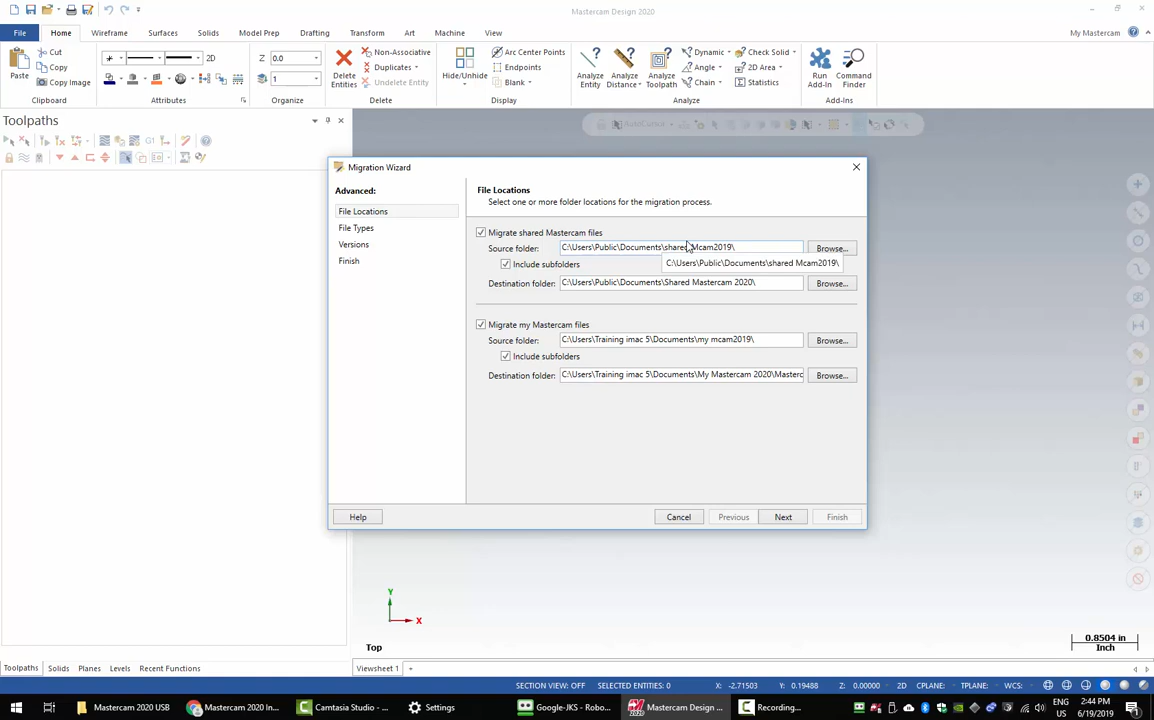 Mastercam Design 2020
File Home Wireframe Surfaces Solids Model Prep Drafting Transform Art Machine View My Mastercam
Paste Cut Copy Copy Image
Clipboard
2D
Attributes
Z 0.0
1
Organize
Delete Entities Non-Associative Duplicates Undelete Entity
Delete
Hide/Unhide Arc Center Points Endpoints Blank
Display
Analyze Entity Analyze Distance Analyze Toolpath Dynamic Angle Chain Check Solid 2D Area Statistics
Analyze
Run Add-In Command Finder
Add-Ins
Toolpaths
AutoCursor
G1
Migration Wizard
Advanced:
File Locations
File Types
Versions
Finish
File Locations
Select one or more folder locations for the migration process.
Migrate shared Mastercam files
Source folder: C:\Users\Public\Documents\shared Mcam2019\ Browse...
Include subfolders C:\Users\Public\Documents\shared Mcam2019\
Destination folder: C:\Users\Public\Documents\Shared Mastercam 2020\ Browse...
Migrate my Mastercam files
Source folder: C:\Users\Training imac 5\Documents\my mcam2019\ Browse...
Include subfolders
Destination folder: C:\Users\Training imac 5\Documents\My Mastercam 2020\Masterc Browse...
Help Cancel Previous Next Finish
Y
X
Top
0.8504 in
Inch
Toolpaths Solids Planes Levels Recent Functions Viewsheet 1 +
SECTION VIEW: OFF SELECTED ENTITIES: 0 X: -2.71503 Y: 0.19488 Z: 0.00000 2D CPLANE: TPLANE: WCS:
Mastercam 2020 USB Mastercam 2020 In... Camtasia Studio - ... Settings Google-JKS - Robo... Mastercam Design ... Recording... ENG US 2:44 PM 6/19/2019